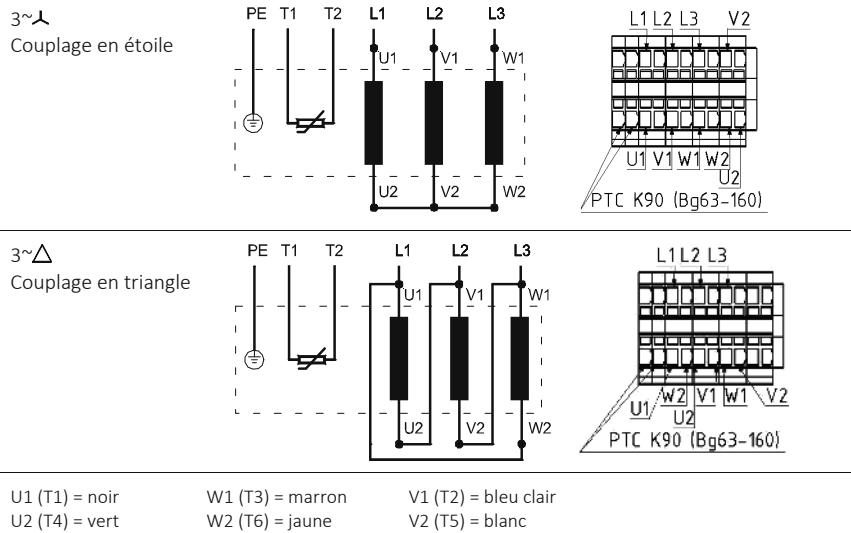 3~
Couplage en étoile
PE T1 T2 L1 L2 L3
U1 V1 W1
U2 V2 W2
L1 L2 L3 V2
U1 V1 W1 W2
U2
PTC K90 (Bg63-160)
3~
Couplage en triangle
PE T1 T2 L1 L2 L3
U1 V1 W1
U2 V2 W2
L1 L2 L3
U1 W2 V1 W1 V2
U2
PTC K90 (Bg63-160)
U1 (T1) = noir W1 (T3) = marron V1 (T2) = bleu clair
U2 (T4) = vert W2 (T6) = jaune V2 (T5) = blanc